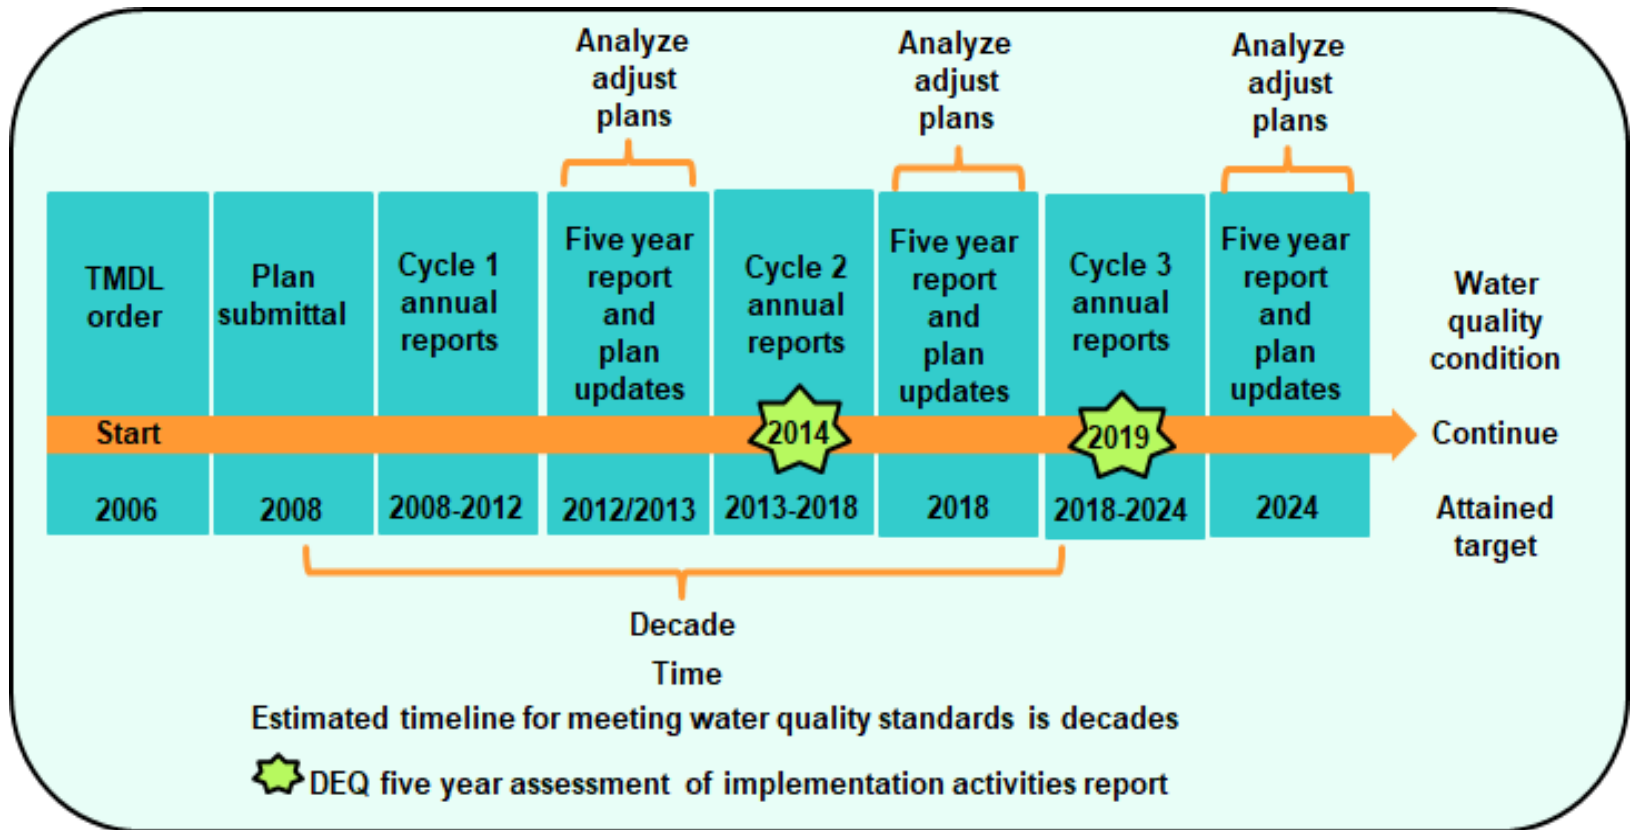 Analyze
adjust
plans
Analyze
adjust
plans
Analyze
adjust
plans
TMDL
order
Plan
submittal
Cycle 1
annual
reports
Five year
report
and
plan
updates
Cycle 2
annual
reports
Five year
report
and
plan
updates
Cycle 3
annual
reports
Five year
report
and
plan
updates
Water
quality
condition
Start
2014
2019
Continue
2006
2008
2008-2012
2012/2013
2013-2018
2018
2018-2024
2024
Attained
target
Decade
Time
Estimated timeline for meeting water quality standards is decades
DEQ five year assessment of implementation activities report